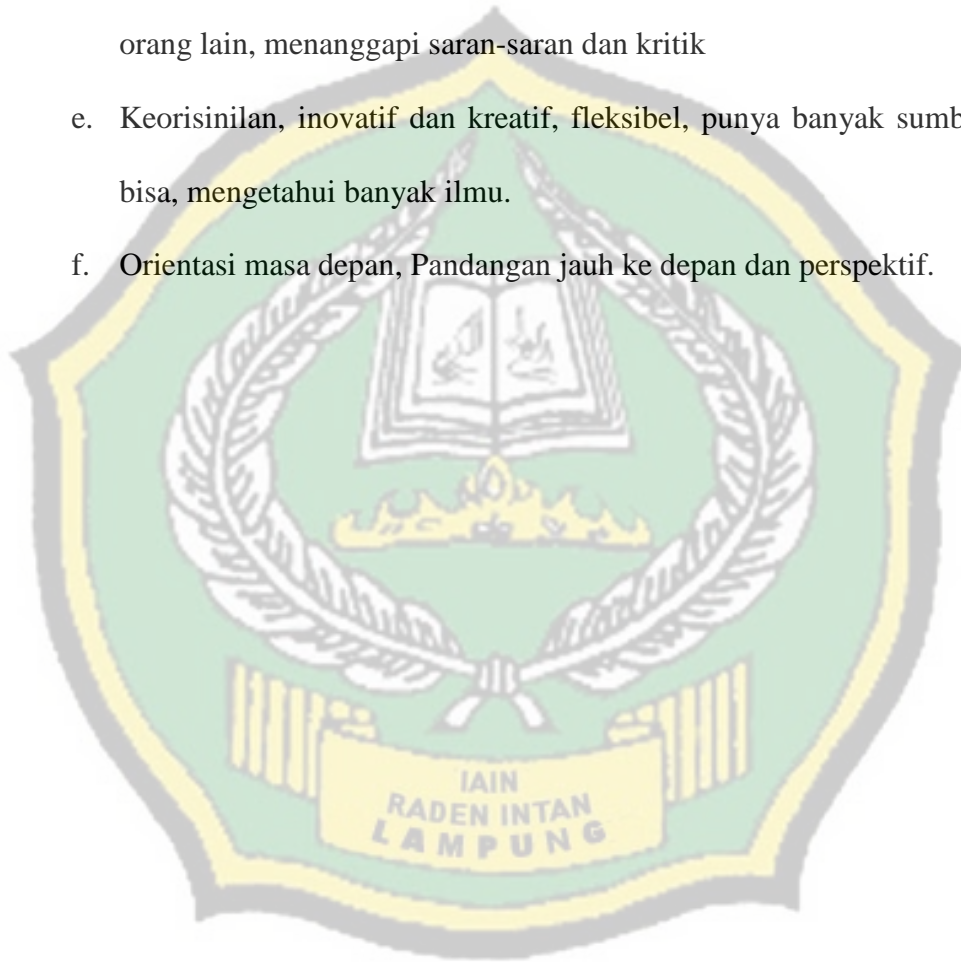 orang lain, menanggapi saran-saran dan kritik
e. Keorisinilan, inovatif dan kreatif, fleksibel, punya banyak
bisa, mengetahui banyak ilmu.
f. Orientasi masa depan, Pandangan jauh ke depan dan perspektif.
IAIN
RADEN INTAN
LAMPUNG